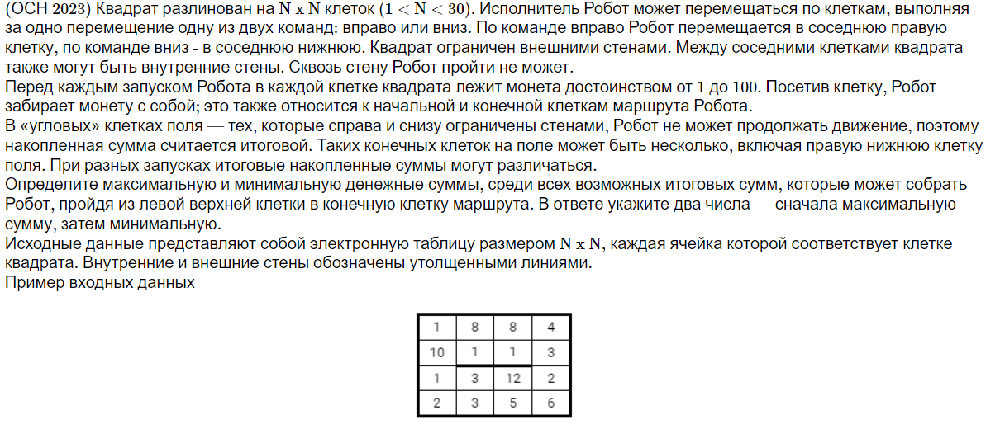 (ОСН 2023) Квадрат разлинован на N x N клеток (1 < N < 30). Исполнитель Робот может перемещаться по клеткам, выполняя
за одно перемещение одну из двух команд: вправо или вниз. По команде вправо Робот перемещается в соседнюю правую
клетку, по команде вниз - в соседнюю нижнюю. Квадрат ограничен внешними стенами. Между соседними клетками квадрата
также могут быть внутренние стены. Сквозь стену Робот пройти не может.
Перед каждым запуском Робота в каждой клетке квадрата лежит монета достоинством от 1 до 100. Посетив клетку, Робот
забирает монету с собой; это также относится к начальной и конечной клеткам маршрута Робота.
В «угловых» клетках поля — тех, которые справа и снизу ограничены стенами, Робот не может продолжать движение, поэтому
накопленная сумма считается итоговой. Таких конечных клеток на поле может быть несколько, включая правую нижнюю клетку
поля. При разных запусках итоговые накопленные суммы могут различаться.
Определите максимальную и минимальную денежные суммы, среди всех возможных итоговых сумм, которые может собрать
Робот, пройдя из левой верхней клетки в конечную клетку маршрута. В ответе укажите два числа — сначала максимальную
сумму, затем минимальную.
Исходные данные представляют собой электронную таблицу размером N x N, каждая ячейка которой соответствует клетке
квадрата. Внутренние и внешние стены обозначены утолщенными линиями.
Пример входных данных
1 8 8 4
10 1 1 3
1 3 12 2
2 3 5 6